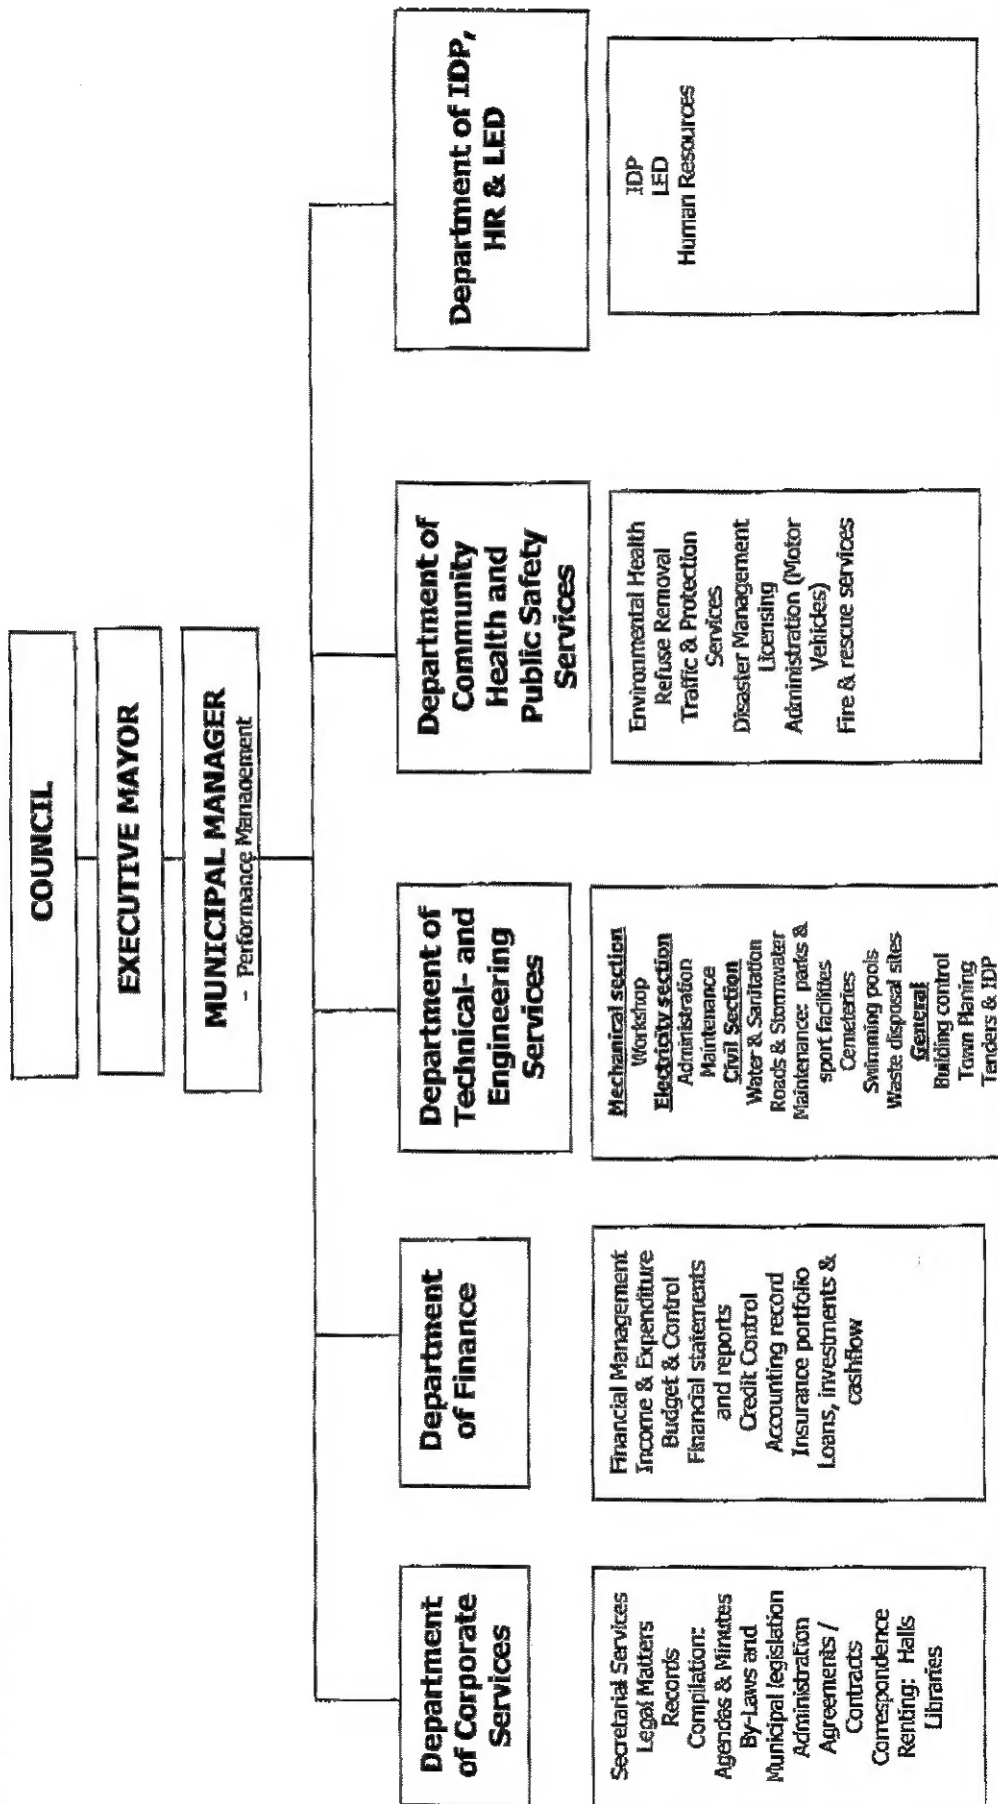 COUNCIL
EXECUTIVE MAYOR
MUNICIPAL MANAGER
- Performance Management
Department
of Corporate
Services
Secretarial Services
Legal Matters
Records
Compilation:
Agendas & Minutes
By-Laws and
Municipal legislation
Administration
Agreements /
Contracts
Correspondence
Renting: Halls
Libraries
Department
of Finance
Financial Management
Income & Expenditure
Budget & Control
Financial statements
and reports
Credit Control
Accounting record
Insurance portfolio
Loans, investments &
cashflow
Department of
Technical- and
Engineering
Services
Mechanical section
Workshop
Electricity section
Administration
Maintenance
Civil Section
Water & Sanitation
Roads & Stormwater
Maintenance: parks &
sport facilities
Cemeteries
Swimming pools
Waste disposal sites
General
Building control
Town Planing
Tenders & IDP
Department of
Community
Health and
Public Safety
Services
Environmental Health
Refuse Removal
Traffic & Protection
Services
Disaster Management
Licensing
Administration (Motor
Vehicles)
Fire & rescue services
Department of IDP,
HR & LED
IDP
LED
Human Resources